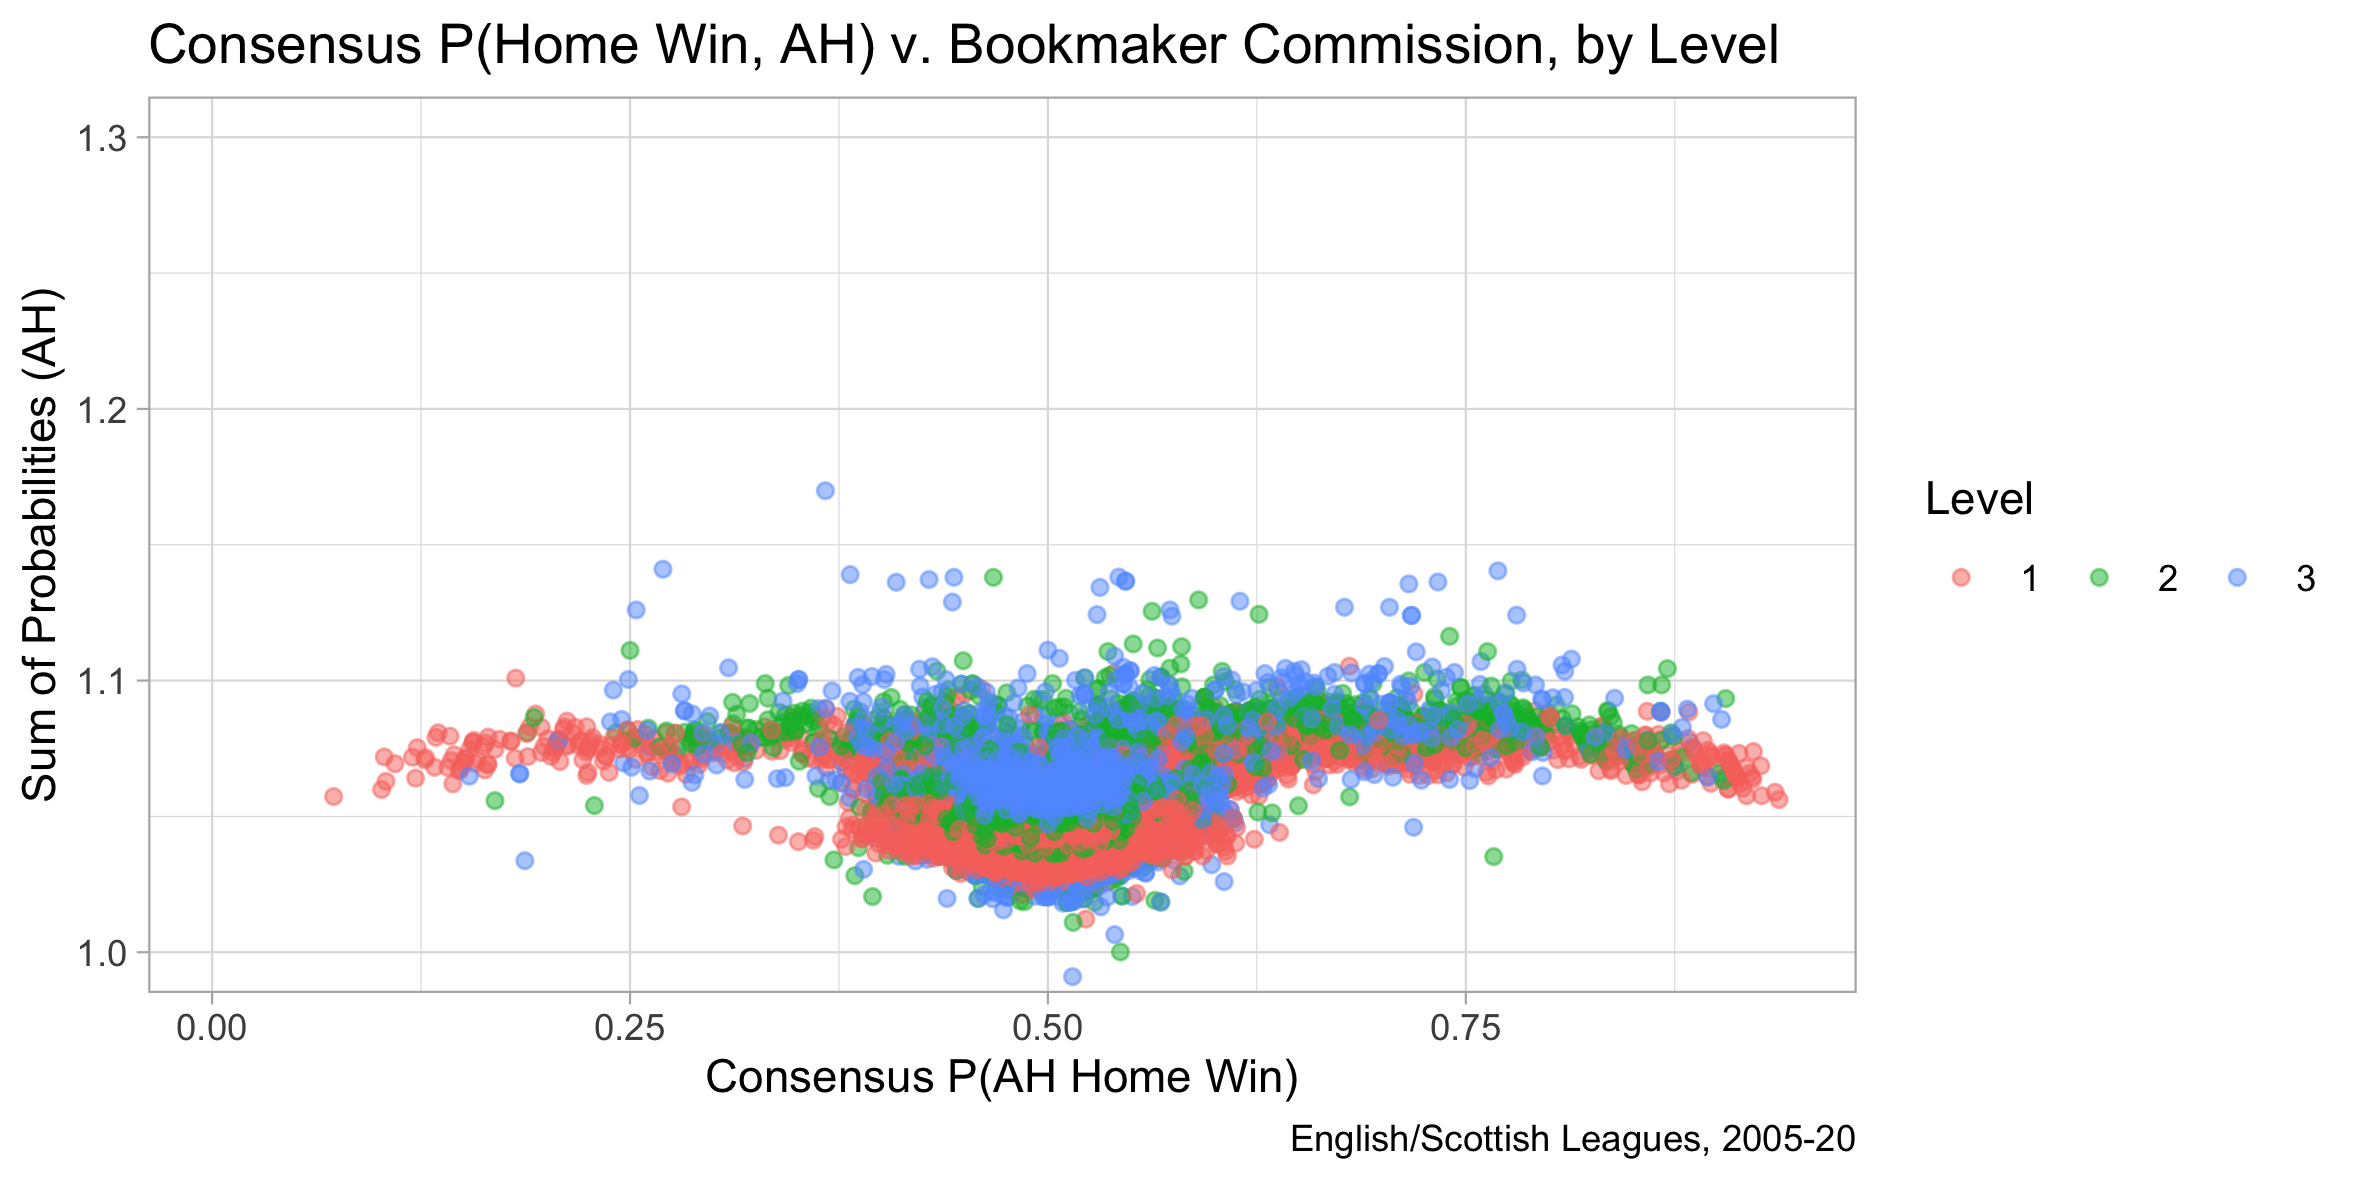 Consensus P(Home Win, AH) v. Bookmaker Commission, by Level
Sum of Probabilities (AH)
1.3
1.2
1.1
1.0
0.00 0.25 0.50 0.75
Consensus P(AH Home Win)
English/Scottish Leagues, 2005-20
Level
1 2 3